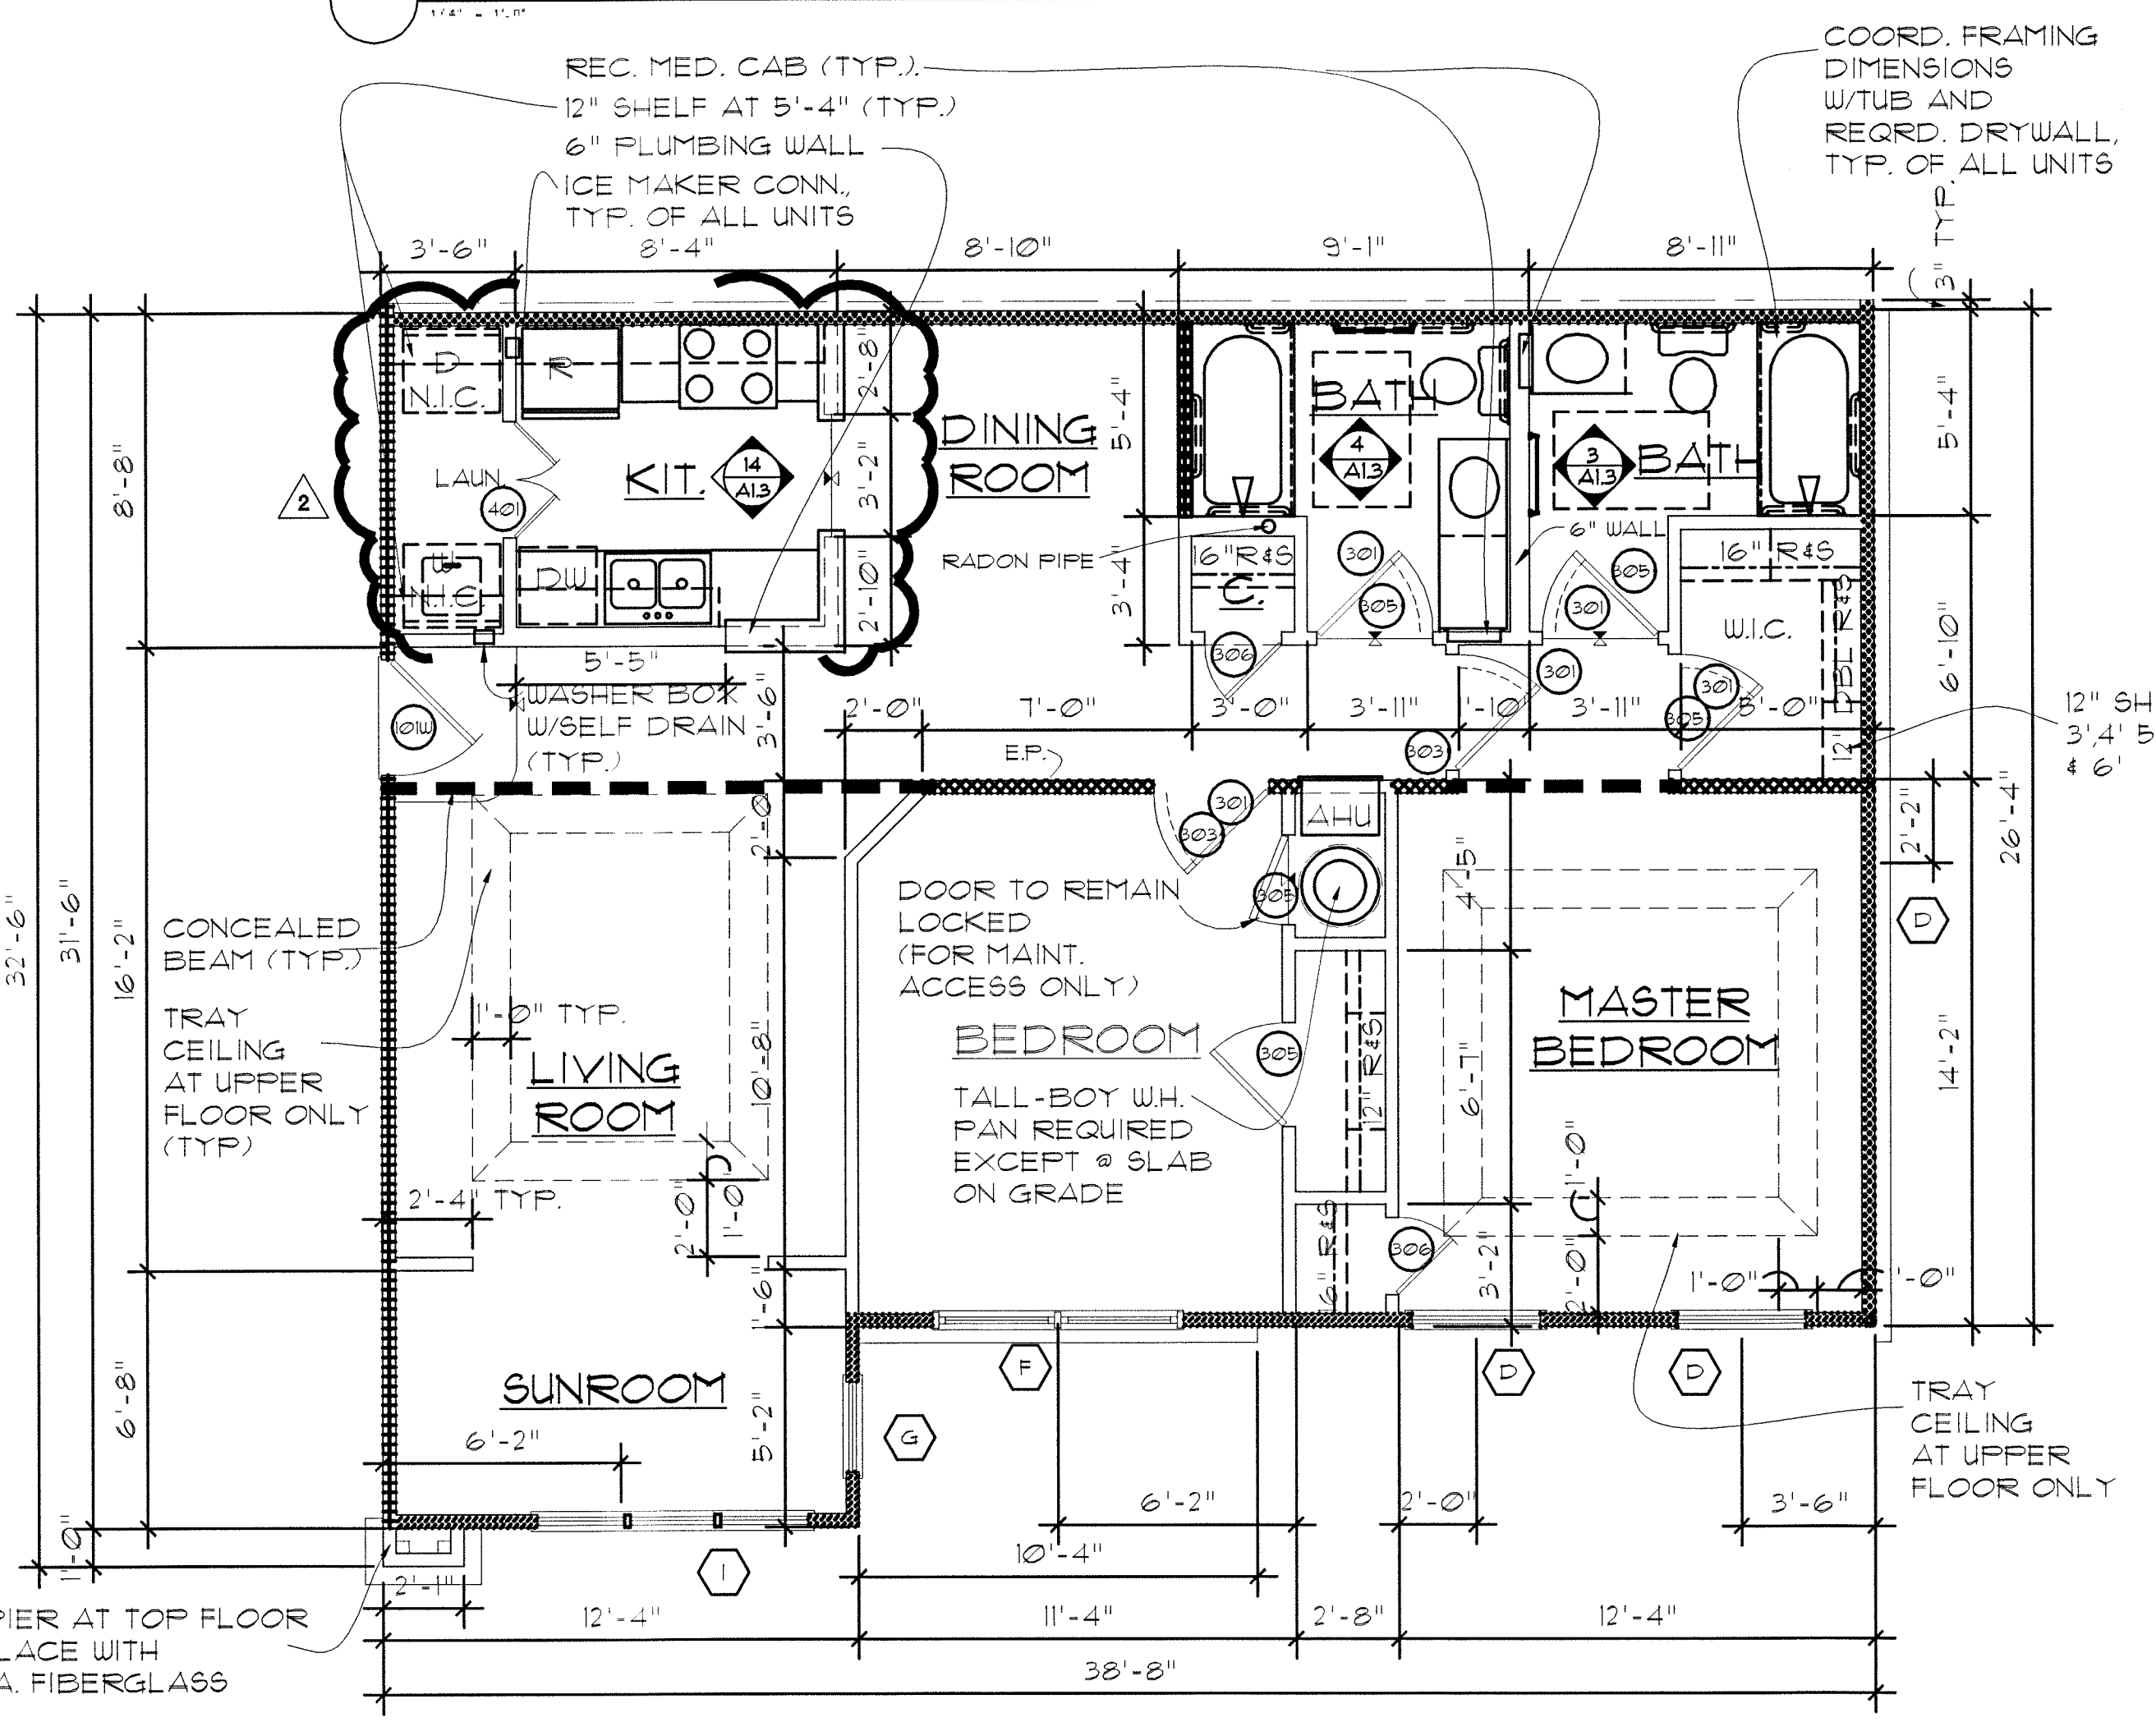 1/4" = 1'-0"
REC. MED. CAB (TYP.).
12" SHELF AT 5'-4" (TYP.)
6" PLUMBING WALL
ICE MAKER CONN.,
TYP. OF ALL UNITS
COORD. FRAMING
DIMENSIONS
W/TUB AND
REQRD. DRYWALL,
TYP. OF ALL UNITS
3" TYP.
3'-6"
8'-4"
8'-10"
9'-1"
8'-11"
D
N.I.C.
R
2'-8"
DINING
ROOM
5'-4"
BATH
4
A1.3
3
A1.3
BATH
5'-4"
8'-8"
2
LAUN.
401
KIT.
14
A1.3
3'-2"
W
N.I.C.
DW
2'-10"
RADON PIPE
3'-4"
16" R&S
C.
301
305
6" WALL
305
301
16" R&S
W.I.C.
DBL R&S
12"
6'-10"
306
5'-5"
WASHER BOX
W/SELF DRAIN
(TYP.)
101W
3'-6"
2'-0"
7'-0"
3'-0"
3'-11"
'-10"
3'-11"
5'-0"
303
301
301
305
E.P.
12" SH
3',4' 5
& 6'
2'-0"
301
303
305
AHU
2'-2"
26'-4"
D
32'-6"
31'-6"
16'-2"
CONCEALED
BEAM (TYP.)
TRAY
CEILING
AT UPPER
FLOOR ONLY
(TYP)
1'-0" TYP.
LIVING
ROOM
10'-8"
DOOR TO REMAIN
LOCKED
(FOR MAINT.
ACCESS ONLY)
BEDROOM
305
TALL-BOY W.H.
PAN REQUIRED
EXCEPT @ SLAB
ON GRADE
12" R&S
4'-5"
MASTER
BEDROOM
6'-7"
14'-2"
2'-4" TYP.
2'-0"
1'-0"
6" R&S
306
3'-2"
1'-0"
2'-0"
1'-0"
'-0"
1'-6"
6'-8"
SUNROOM
6'-2"
5'-2"
G
F
D
D
TRAY
CEILING
AT UPPER
FLOOR ONLY
6'-2"
2'-0"
3'-6"
1'-0"
2'-1"
I
10'-4"
PIER AT TOP FLOOR
LACE WITH
A. FIBERGLASS
12'-4"
11'-4"
2'-8"
12'-4"
38'-8"